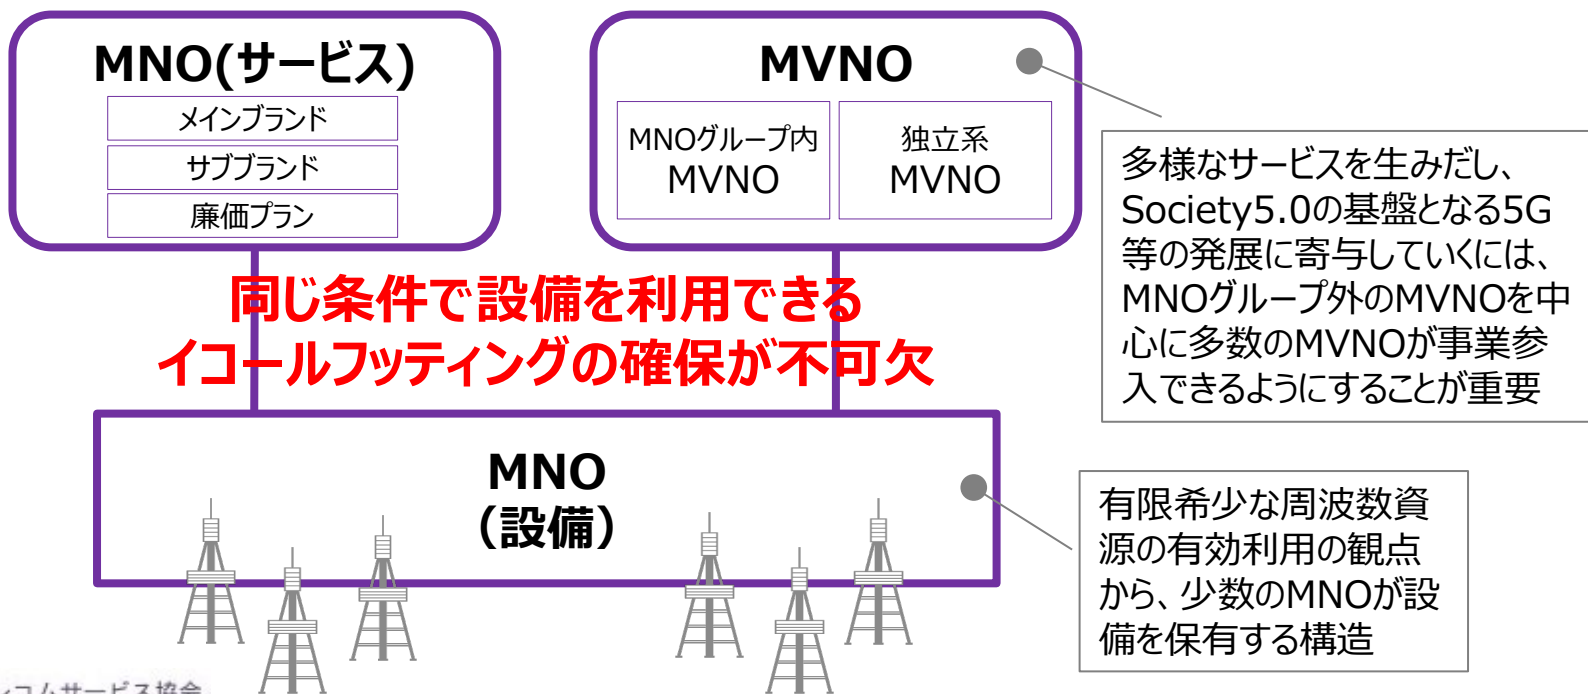 MNO(サービス)
メインブランド
サブブランド
廉価プラン
MVNO
MNOグループ内
MVNO
独立系
MVNO
多様なサービスを生みだし、
Society5.0の基盤となる5G
等の発展に寄与していくには、
MNOグループ外のMVNOを中
心に多数のMVNOが事業参
入できるようにすることが重要
同じ条件で設備を利用できる
イコールフッティングの確保が不可欠
MNO
(設備)
有限希少な周波数資
源の有効利用の観点
から、少数のMNOが設
備を保有する構造
コムサービス協会